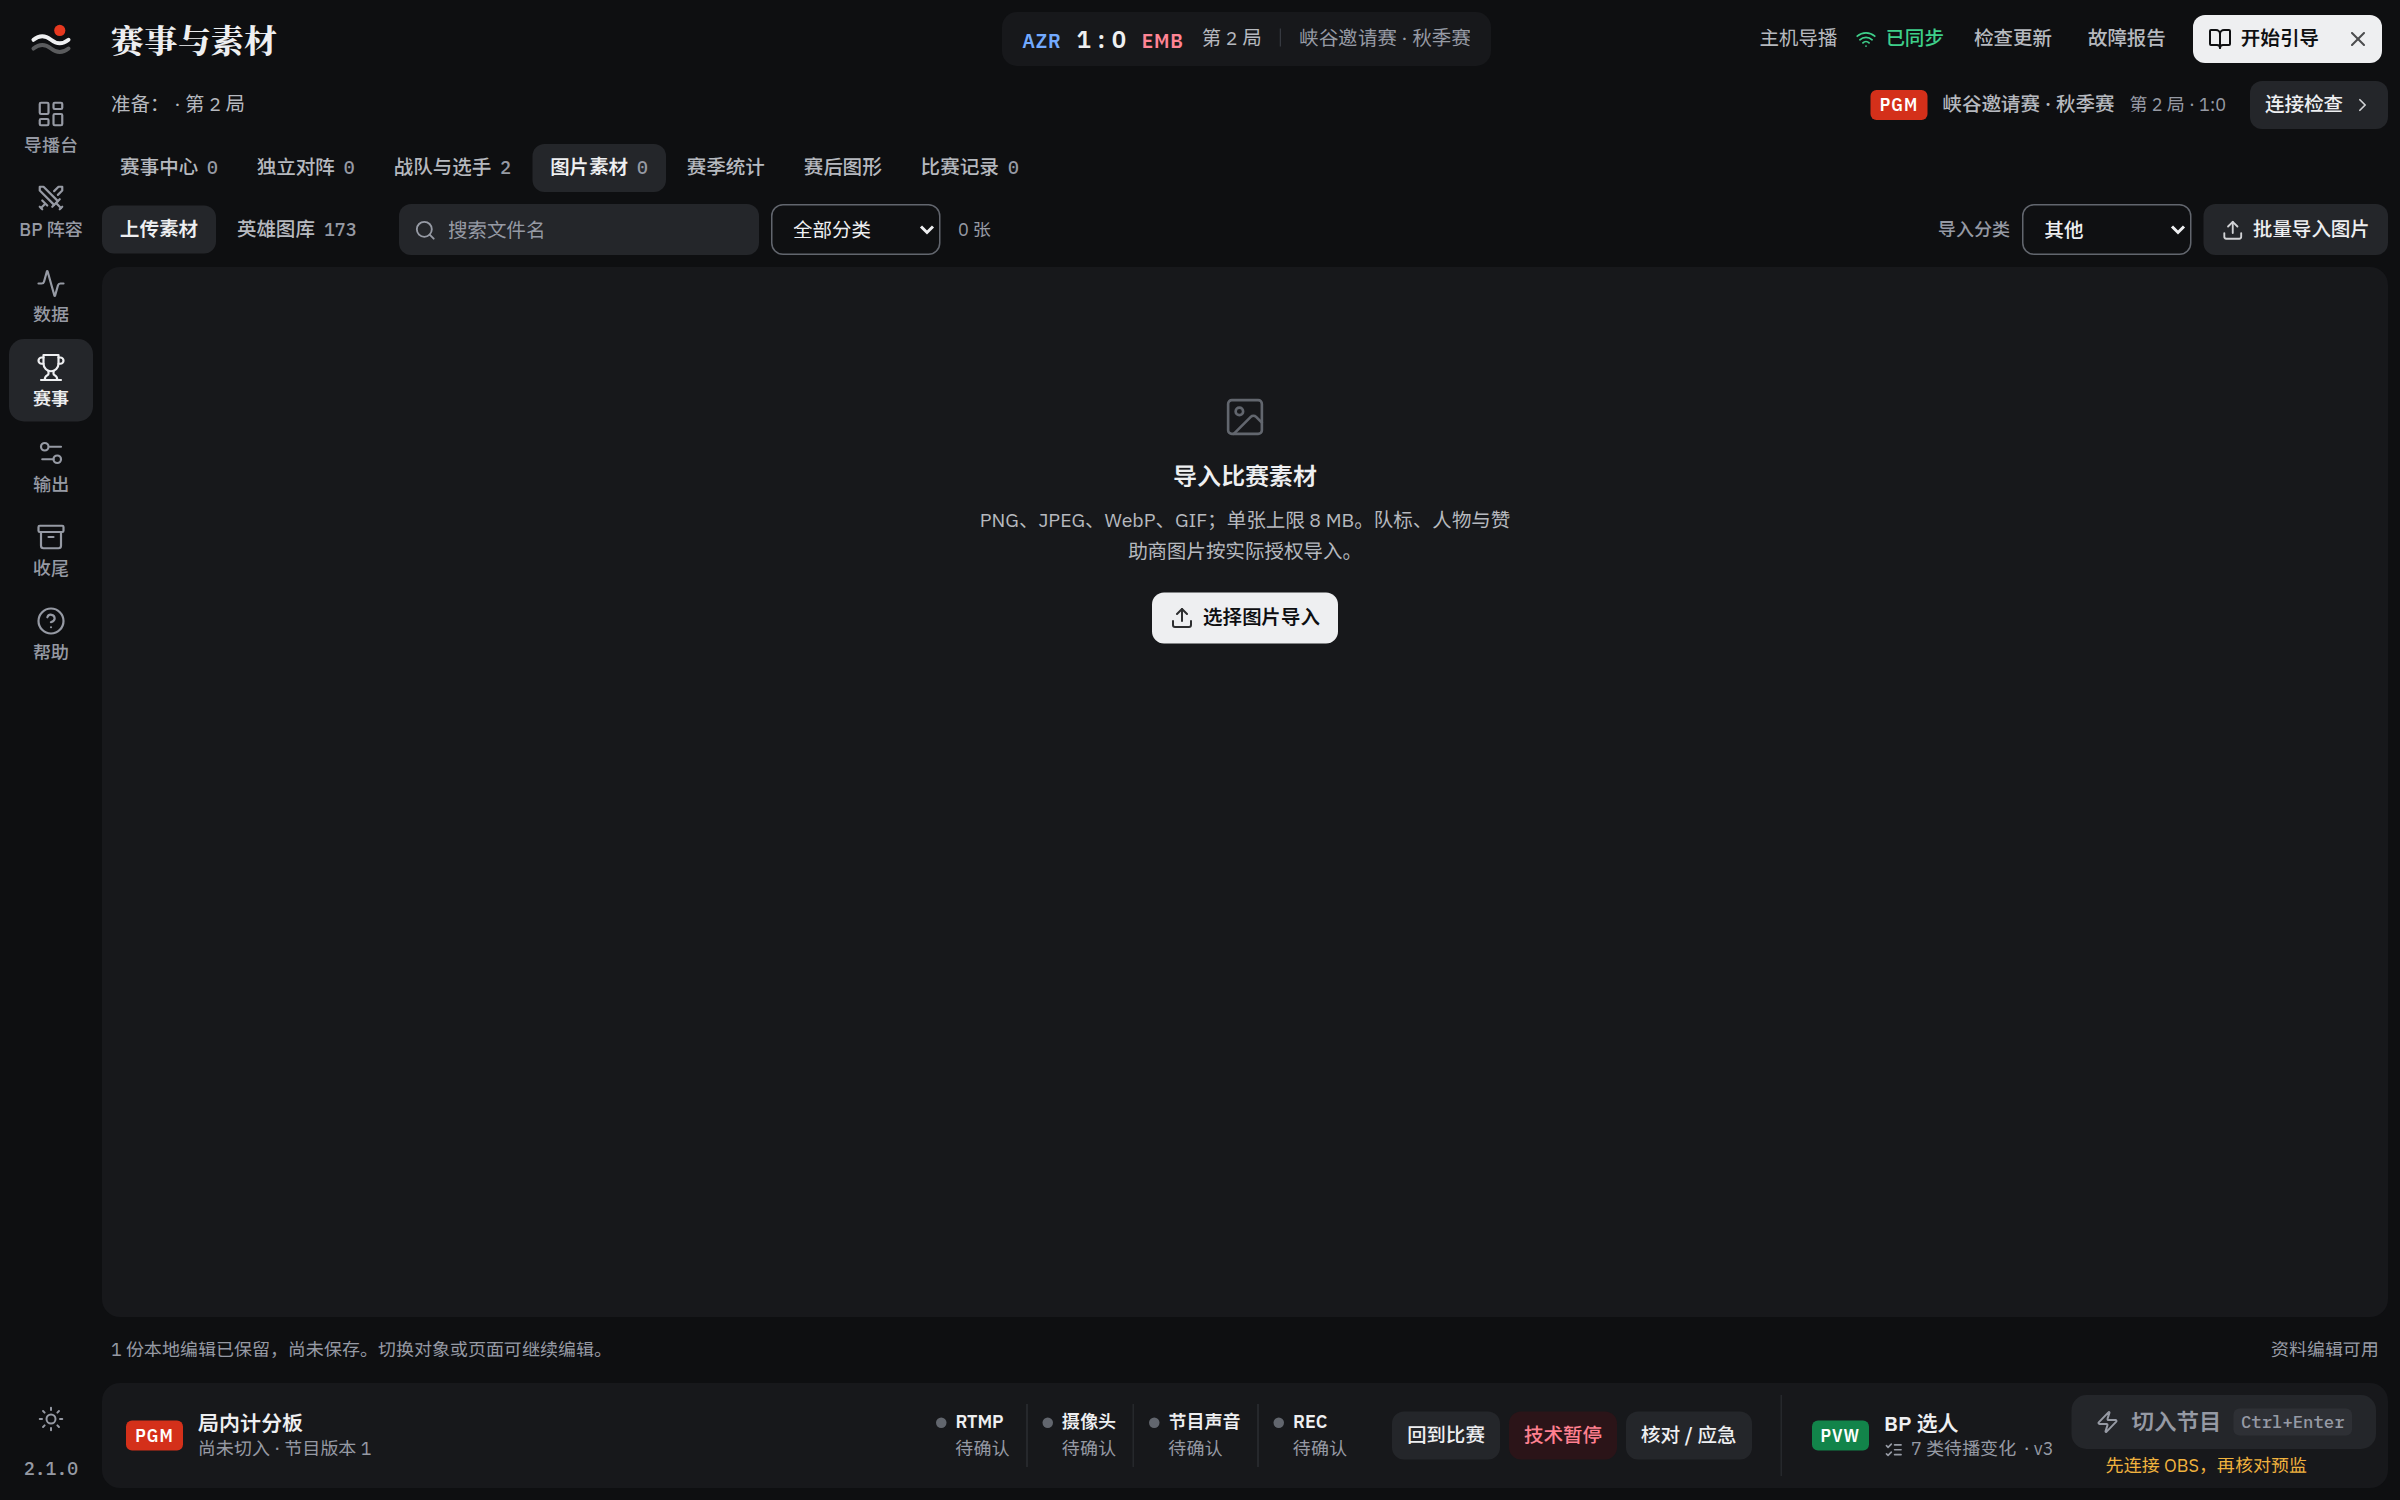 赛事与素材
AZR 1 : 0 EMB 第 2 局 峡谷邀请赛 · 秋季赛
主机导播 已同步 检查更新 故障报告 开始引导
准备： · 第 2 局
PGM 峡谷邀请赛 · 秋季赛 第 2 局 · 1:0 连接检查
赛事中心 0 独立对阵 0 战队与选手 2 图片素材 0 赛季统计 赛后图形 比赛记录 0
上传素材 英雄图库 173 搜索文件名 全部分类 0 张 导入分类 其他 批量导入图片
导播台
BP 阵容
数据
赛事
输出
收尾
帮助
导入比赛素材
PNG、JPEG、WebP、GIF；单张上限 8 MB。队标、人物与赞
助商图片按实际授权导入。
选择图片导入
1 份本地编辑已保留，尚未保存。切换对象或页面可继续编辑。
资料编辑可用
2.1.0
PGM 局内计分板
尚未切入 · 节目版本 1
RTMP 摄像头 节目声音 REC
待确认 待确认 待确认 待确认
回到比赛 技术暂停 核对 / 应急
PVW BP 选人
7 类待播变化 · v3
切入节目 Ctrl+Enter
先连接 OBS，再核对预监